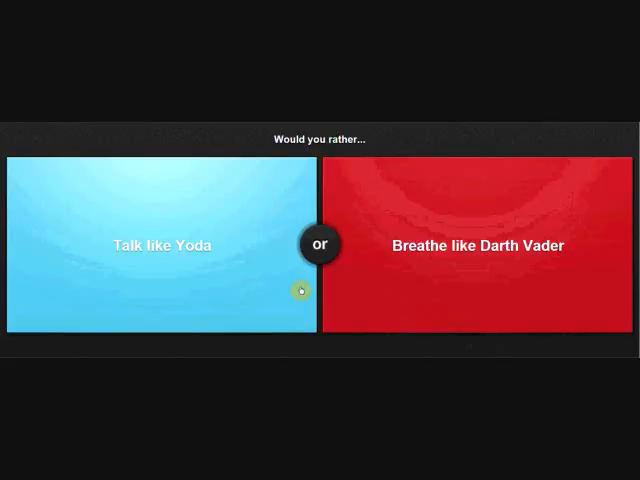 Would you rather...
Talk like Yoda
or
Breathe like Darth Vader